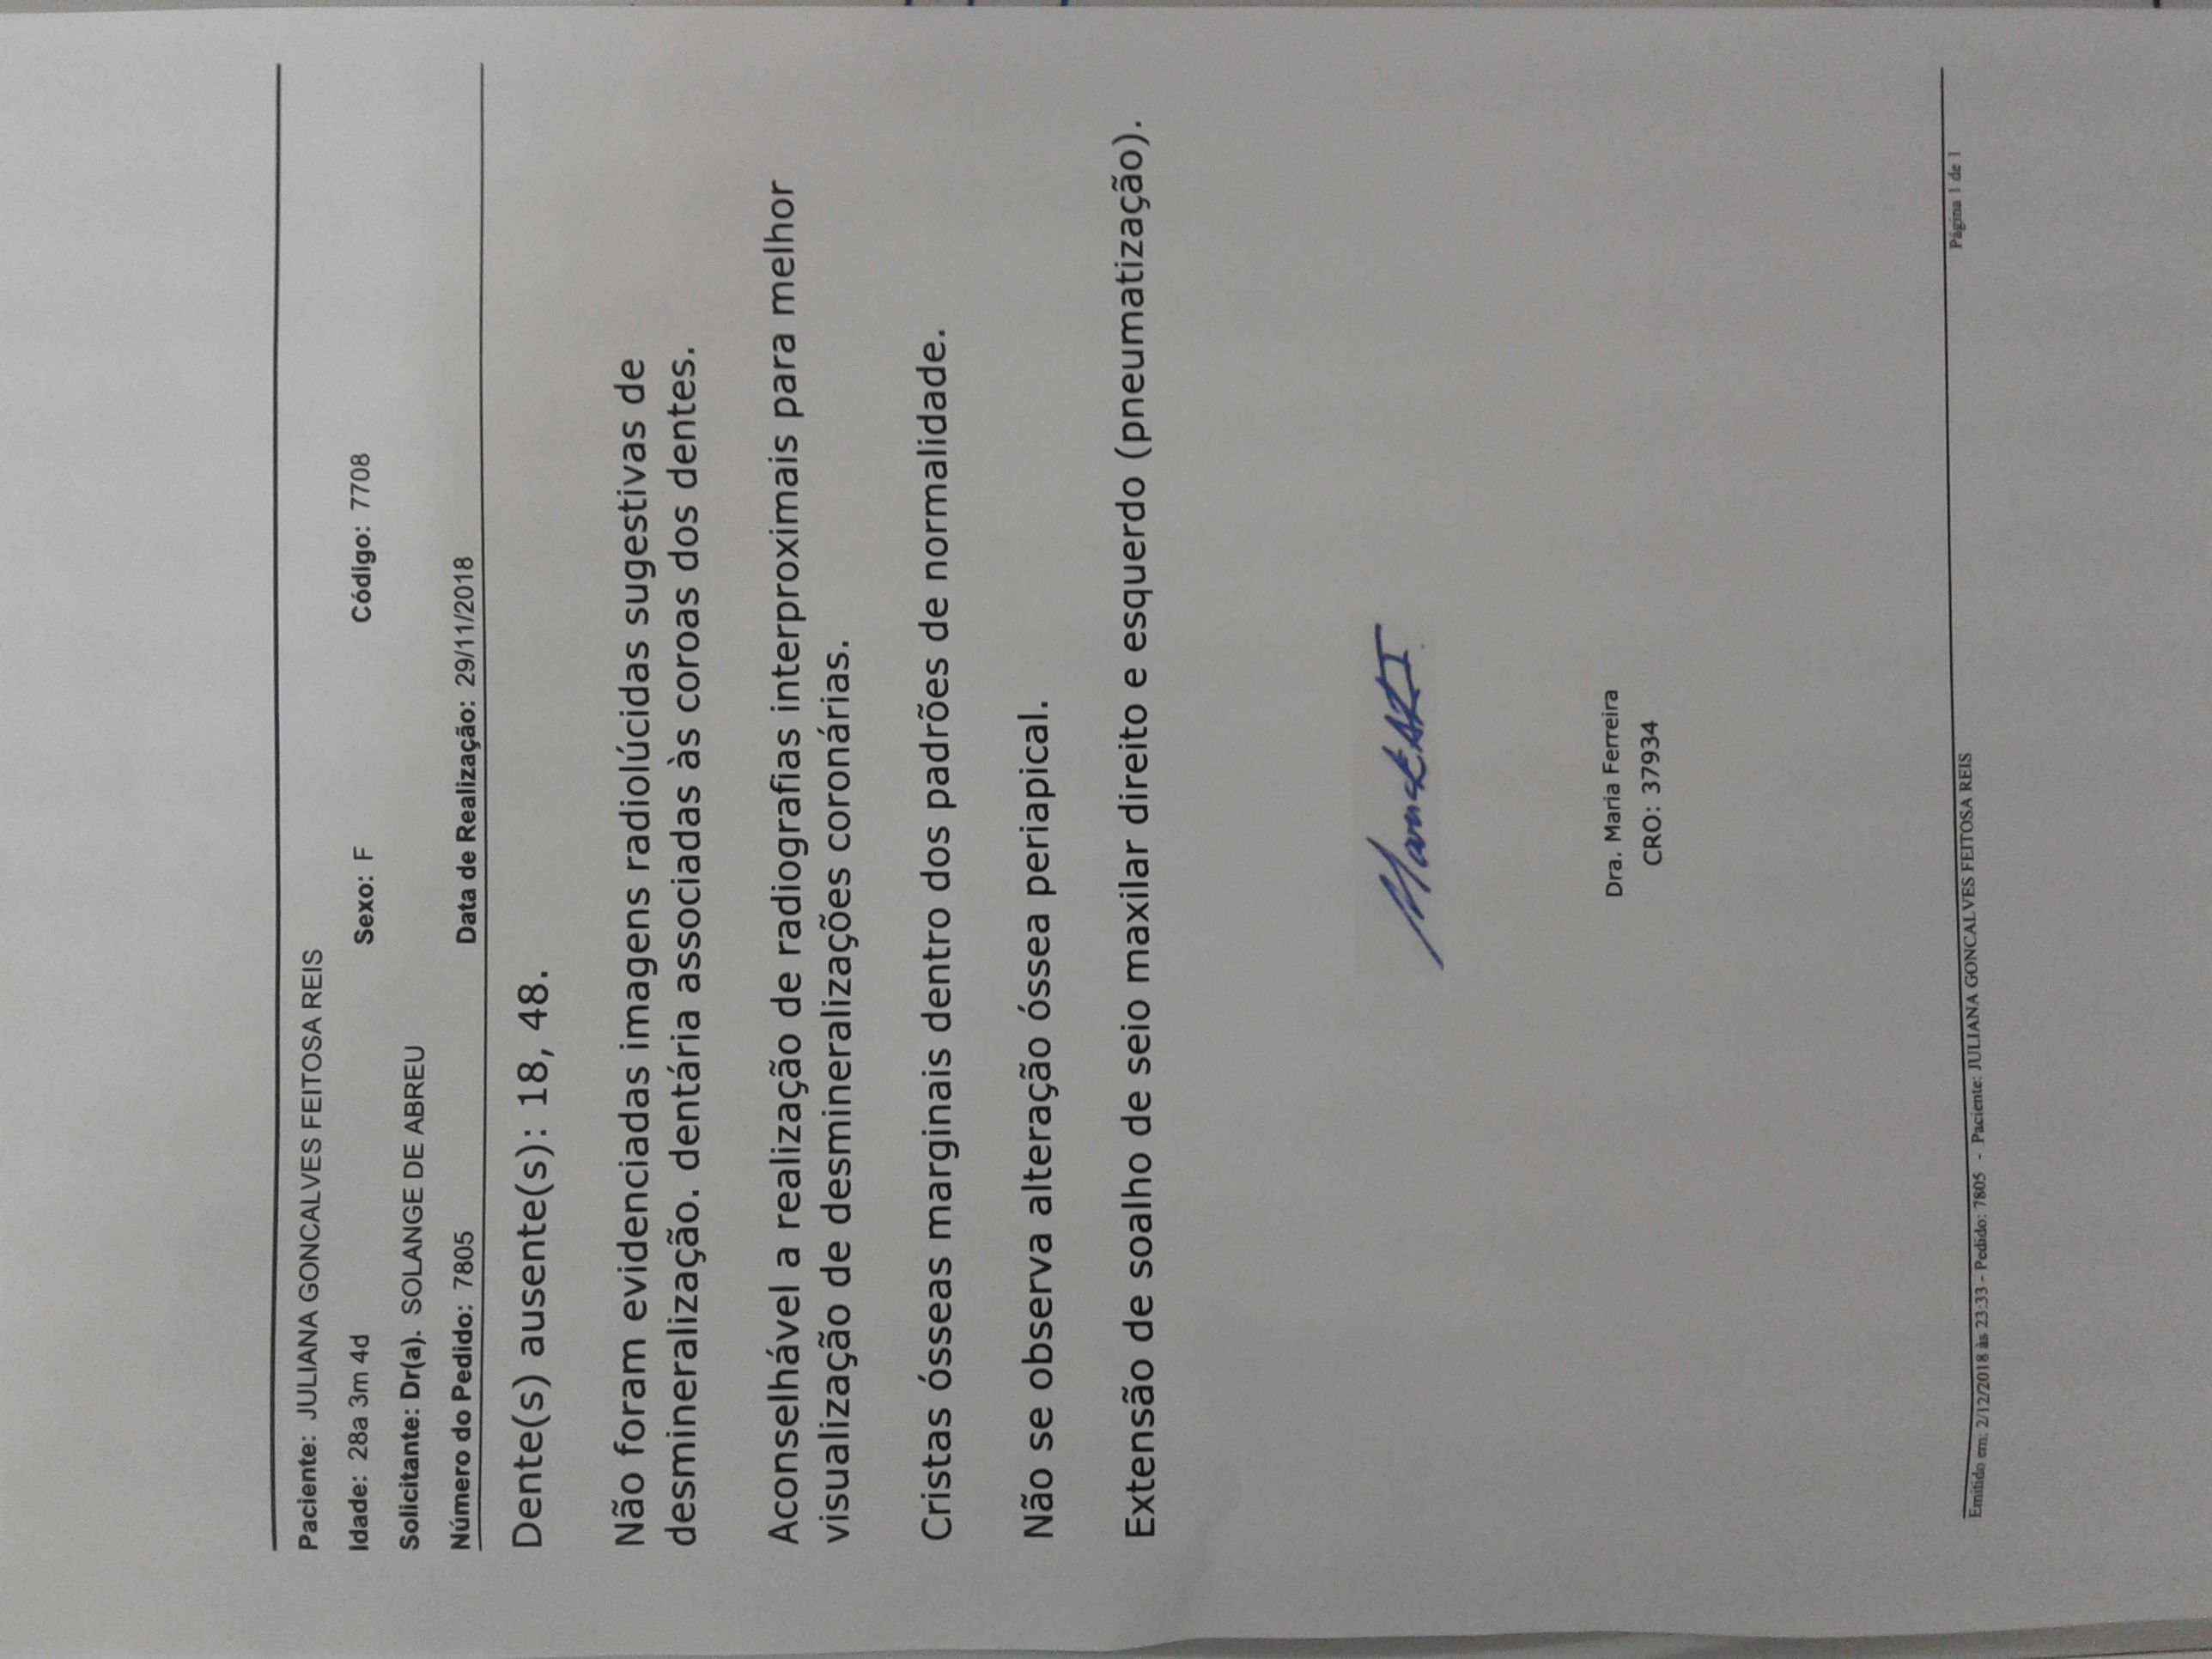 Paciente: JULIANA GONCALVES FEITOSA REIS
Idade: 28a 3m 4d Sexo: F Código: 7708
Solicitante: Dr(a). SOLANGE DE ABREU
Número do Pedido: 7805 Data de Realização: 29/11/2018
Dente(s) ausente(s): 18, 48.
Não foram evidenciadas imagens radiolúcidas sugestivas de
desmineralização. dentária associadas às coroas dos dentes.
Aconselhável a realização de radiografias interproximais para melhor
visualização de desmineralizações coronárias.
Cristas ósseas marginais dentro dos padrões de normalidade.
Não se observa alteração óssea periapical.
Extensão de soalho de seio maxilar direito e esquerdo (pneumatização).
Dra. Maria Ferreira
CRO: 37934
Emitido em: 2/12/2018 às 23:33 - Pedido: 7805 - Paciente: JULIANA GONCALVES FEITOSA REIS Página 1 de 1